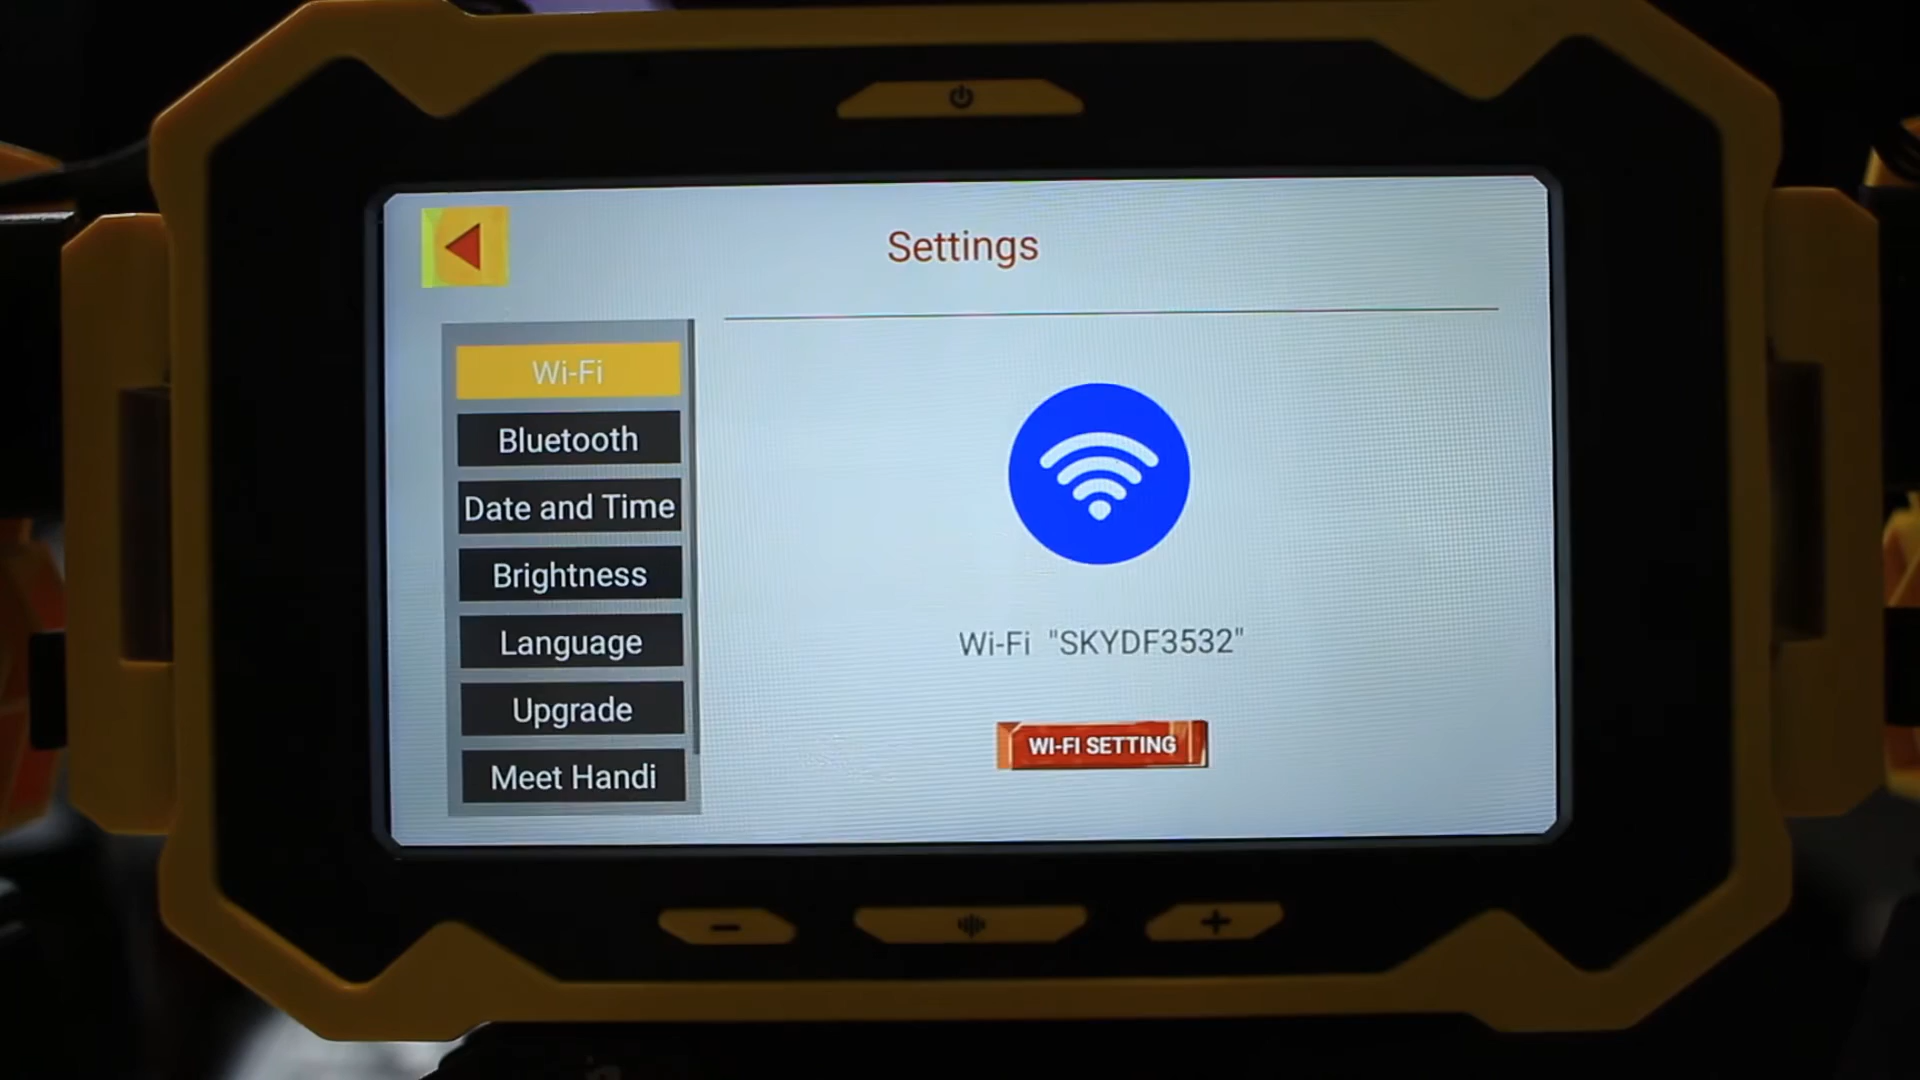 Settings
Wi-Fi
Bluetooth
Date and Time
Brightness
Language
Upgrade
Meet Handi
Wi-Fi "SKYDF3532"
WI-FI SETTING